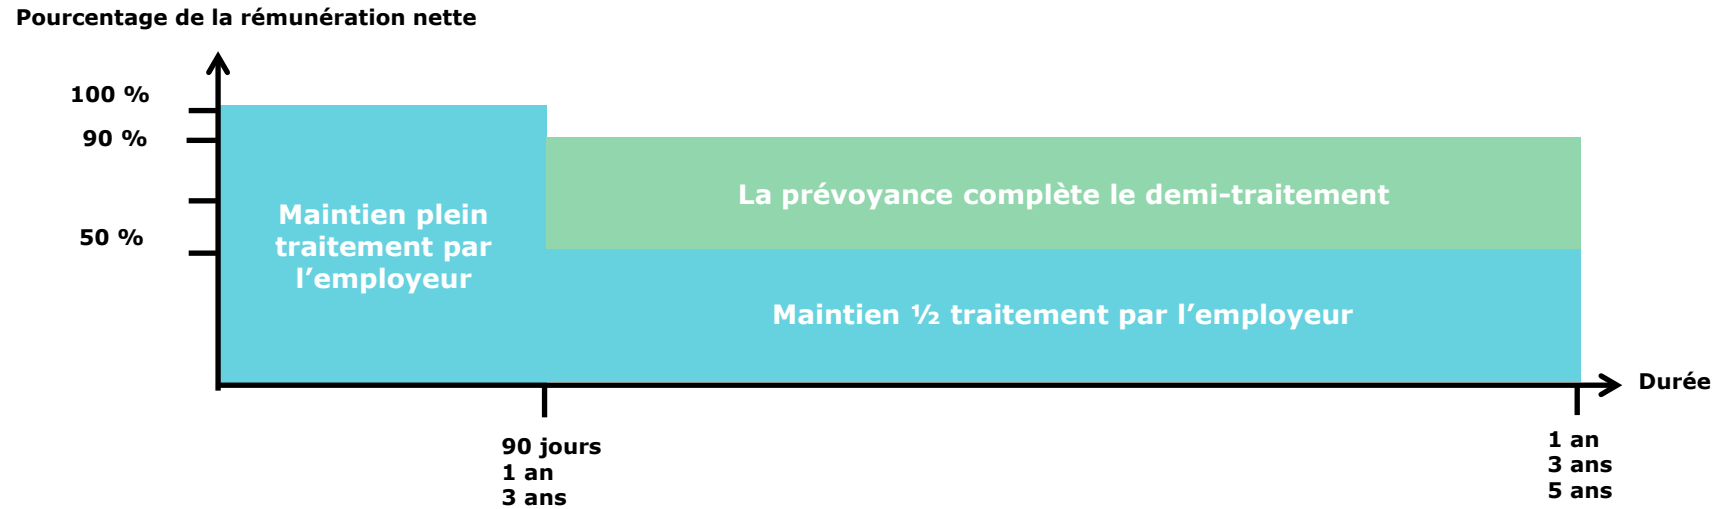 Pourcentage de la rémunération nette
100 %
90 %
50 %
Maintien plein
traitement par
l’employeur
La prévoyance complète le demi-traitement
Maintien ½ traitement par l’employeur
Durée
90 jours
1 an
3 ans
1 an
3 ans
5 ans